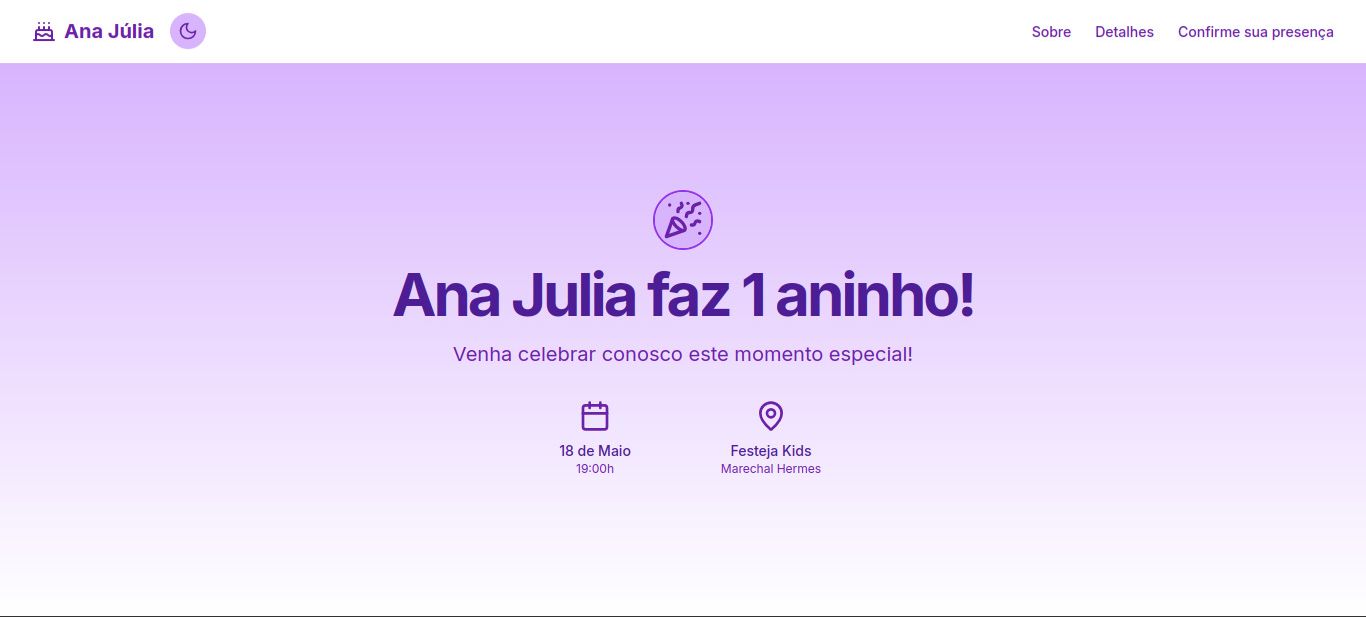 Ana Júlia
Sobre
Detalhes
Confirme sua presença
Ana Julia faz 1 aninho!
Venha celebrar conosco este momento especial!
18 de Maio
19:00h
Festeja Kids
Marechal Hermes